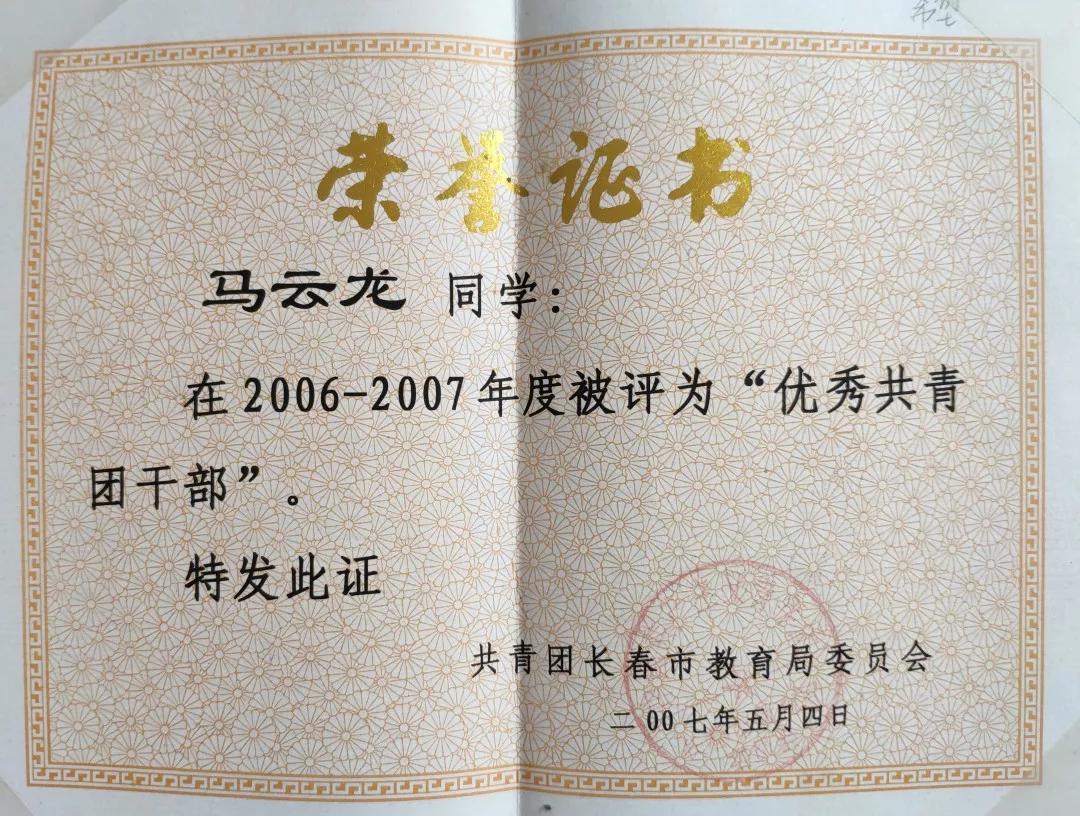 荣誉证书
马云龙 同学：
在2006-2007年度被评为“优秀共青
团干部”。
特发此证
共青团长春市教育局委员会
二00七年五月四日